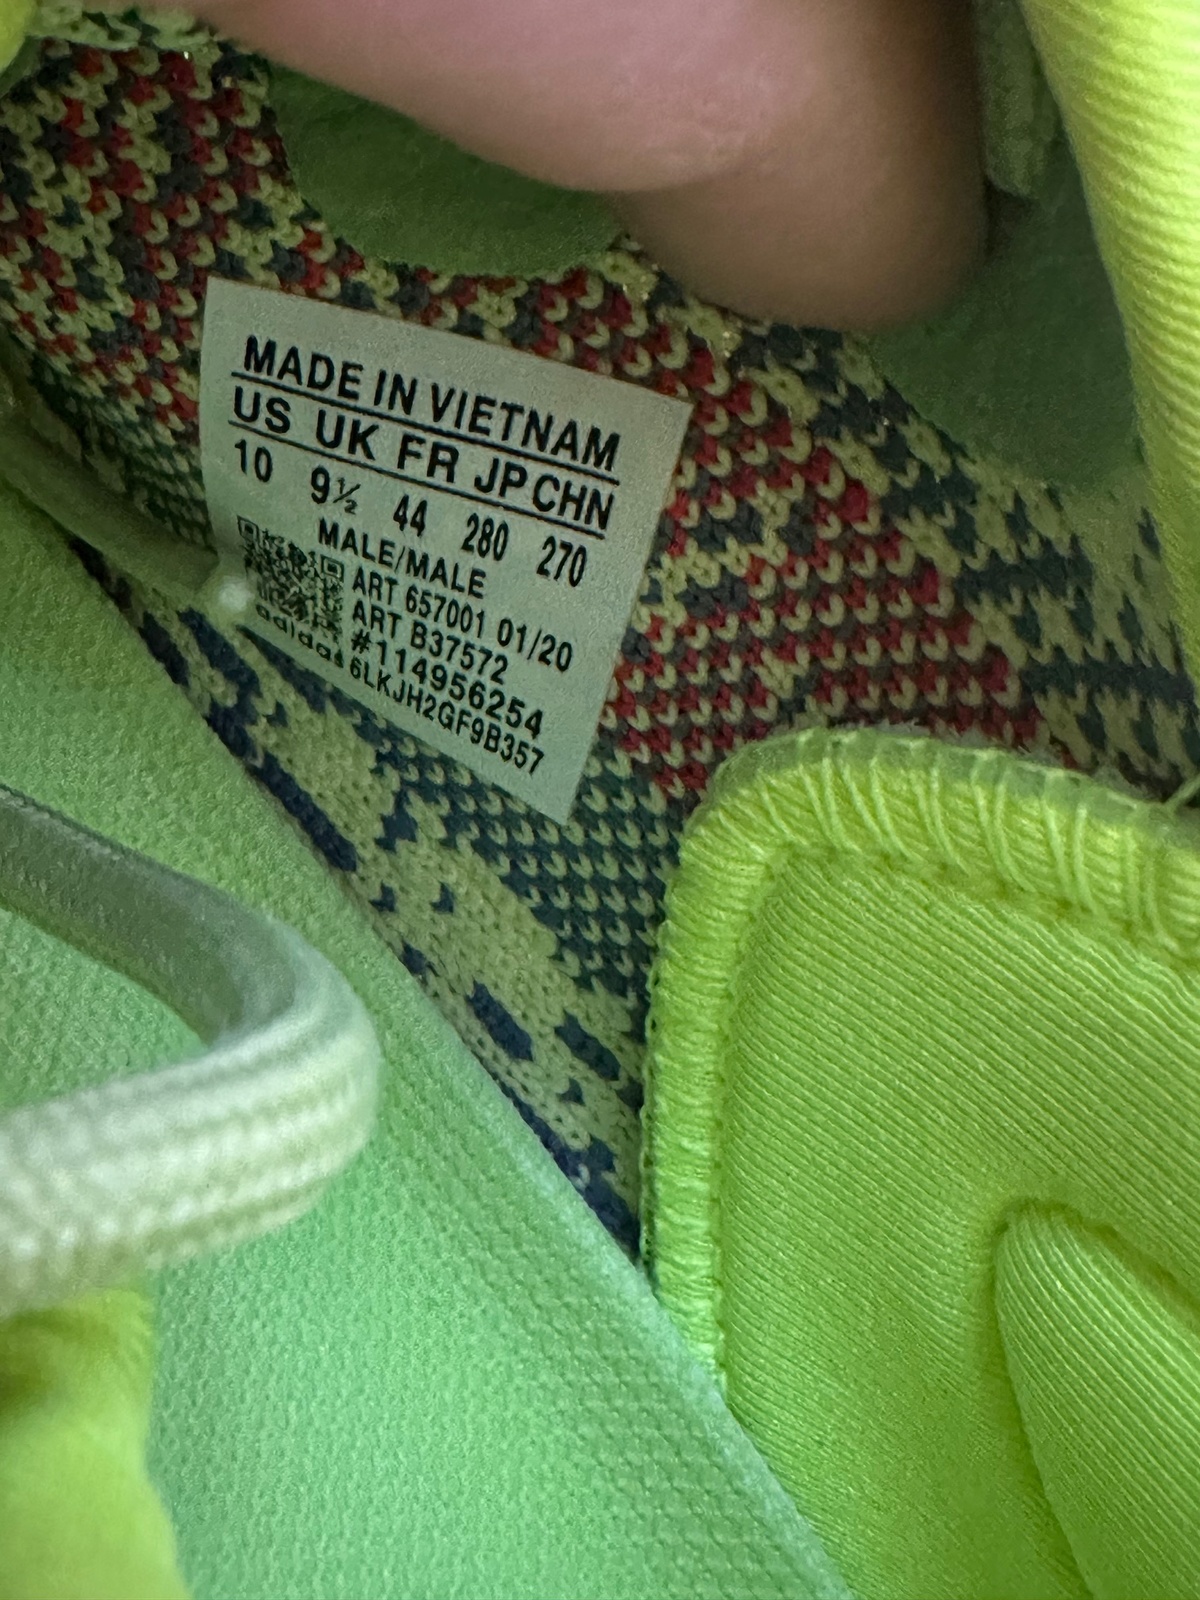 MADE IN VIETNAM
US UK FR JP CHN
10 9½ 44 280 270
MALE/MALE
ART 657001 01/20
ART B37572
#114956254
adidas 6LKJH2GF9B357